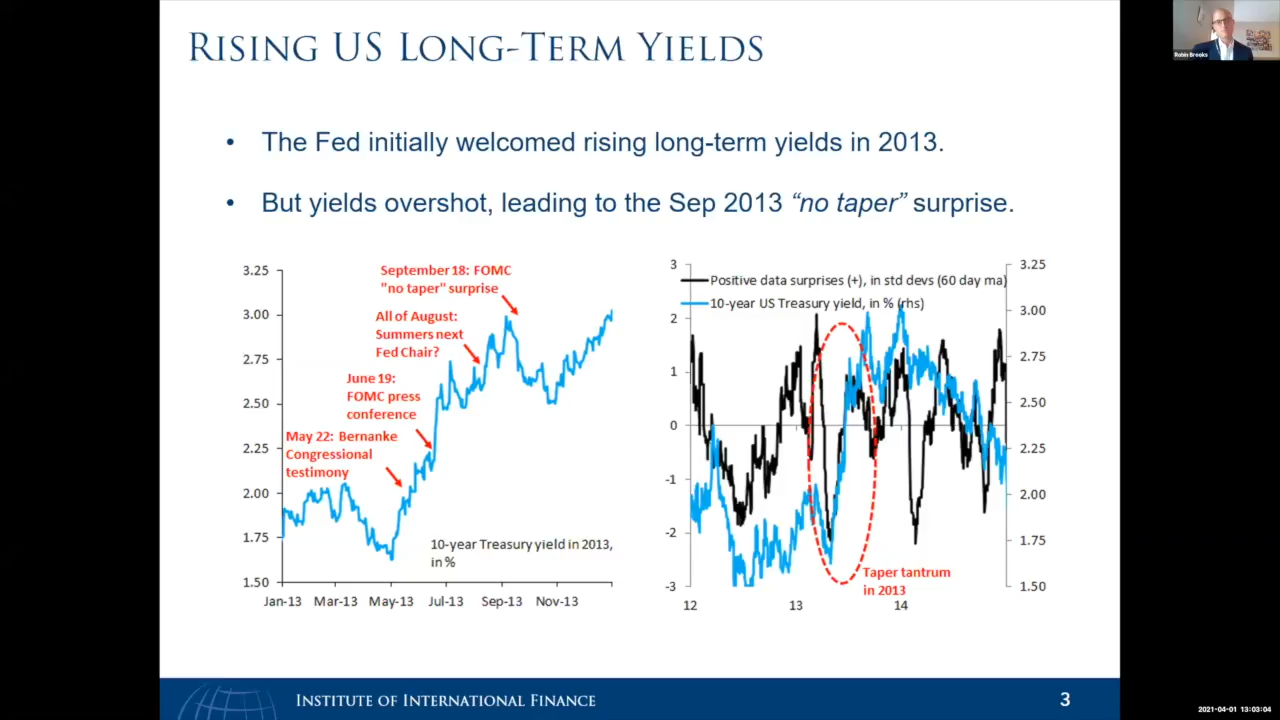 RISING US LONG-TERM YIELDS
Robin Brooks
• The Fed initially welcomed rising long-term yields in 2013.
• But yields overshot, leading to the Sep 2013 “no taper” surprise.
3.25
3.00
2.75
2.50
2.25
2.00
1.75
1.50
Jan-13 Mar-13 May-13 Jul-13 Sep-13 Nov-13
September 18: FOMC
"no taper" surprise
All of August:
Summers next
Fed Chair?
June 19:
FOMC press
conference
May 22: Bernanke
Congressional
testimony
10-year Treasury yield in 2013,
in %
3
2
1
0
-1
-2
-3
Positive data surprises (+), in std devs (60 day ma)
10-year US Treasury yield, in % (rhs)
3.25
3.00
2.75
2.50
2.25
2.00
1.75
1.50
Taper tantrum
in 2013
12 13 14
INSTITUTE OF INTERNATIONAL FINANCE
3
2021-04-01 13:03:04